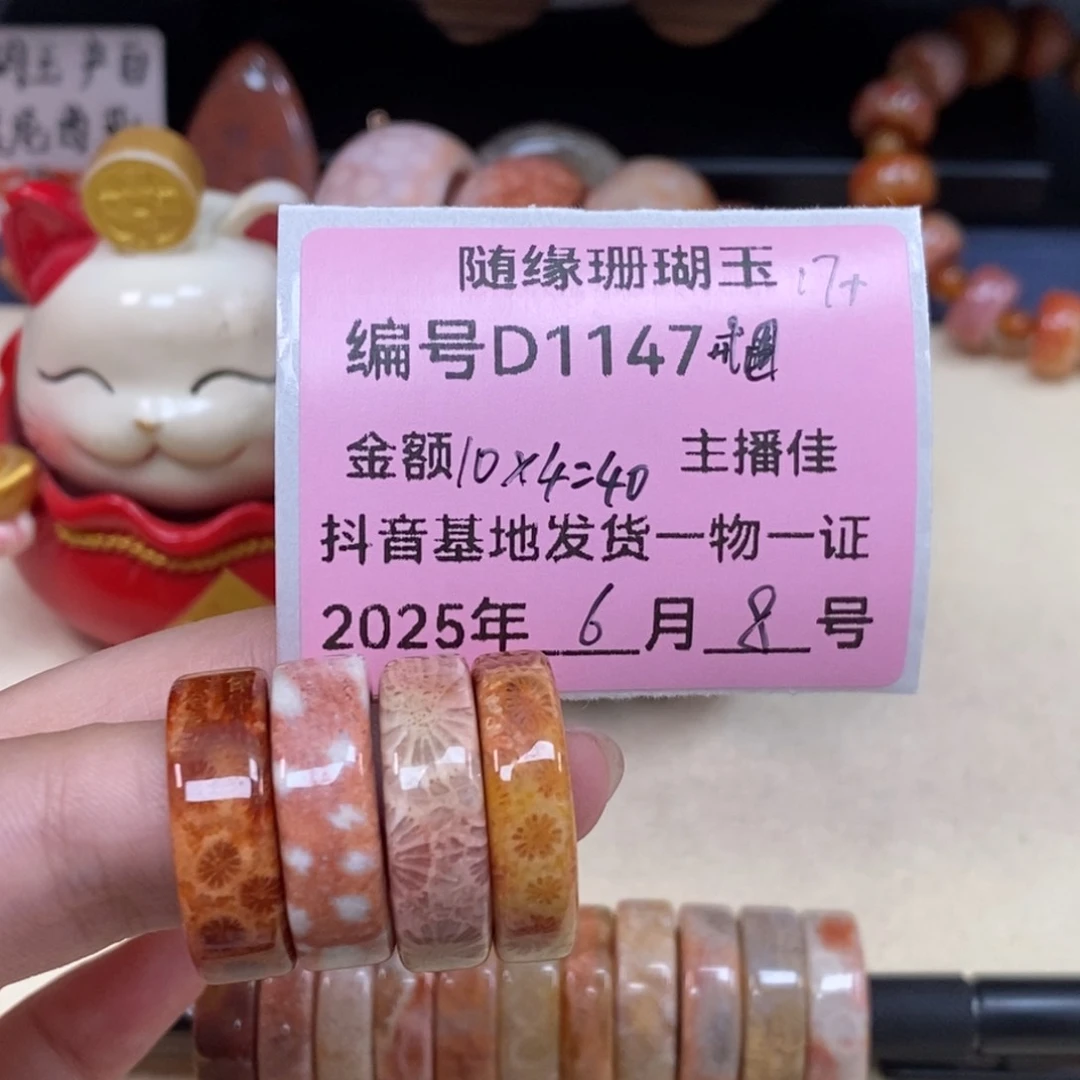 随缘珊瑚玉 17+
编号D1147戒圈
金额10×4=40 主播佳
抖音基地发货一物一证
2025年 6 月 8 号